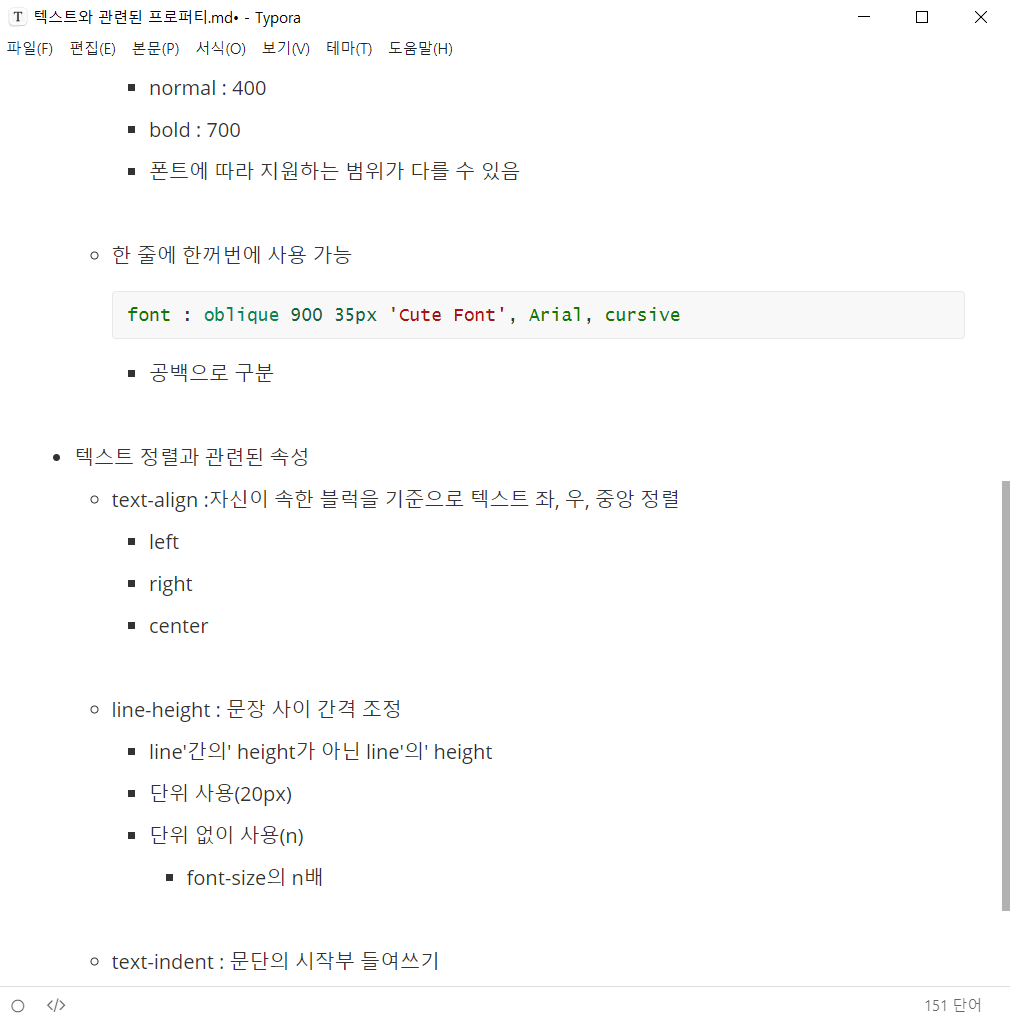 텍스트와 관련된 프로퍼티.md• - Typora
파일(F) 편집(E) 본문(P) 서식(O) 보기(V) 테마(T) 도움말(H)
normal : 400
bold : 700
폰트에 따라 지원하는 범위가 다를 수 있음
한 줄에 한꺼번에 사용 가능
font : oblique 900 35px 'Cute Font', Arial, cursive
공백으로 구분
텍스트 정렬과 관련된 속성
text-align :자신이 속한 블럭을 기준으로 텍스트 좌, 우, 중앙 정렬
left
right
center
line-height : 문장 사이 간격 조정
line'간의' height가 아닌 line'의' height
단위 사용(20px)
단위 없이 사용(n)
font-size의 n배
text-indent : 문단의 시작부 들여쓰기
</> 151 단어